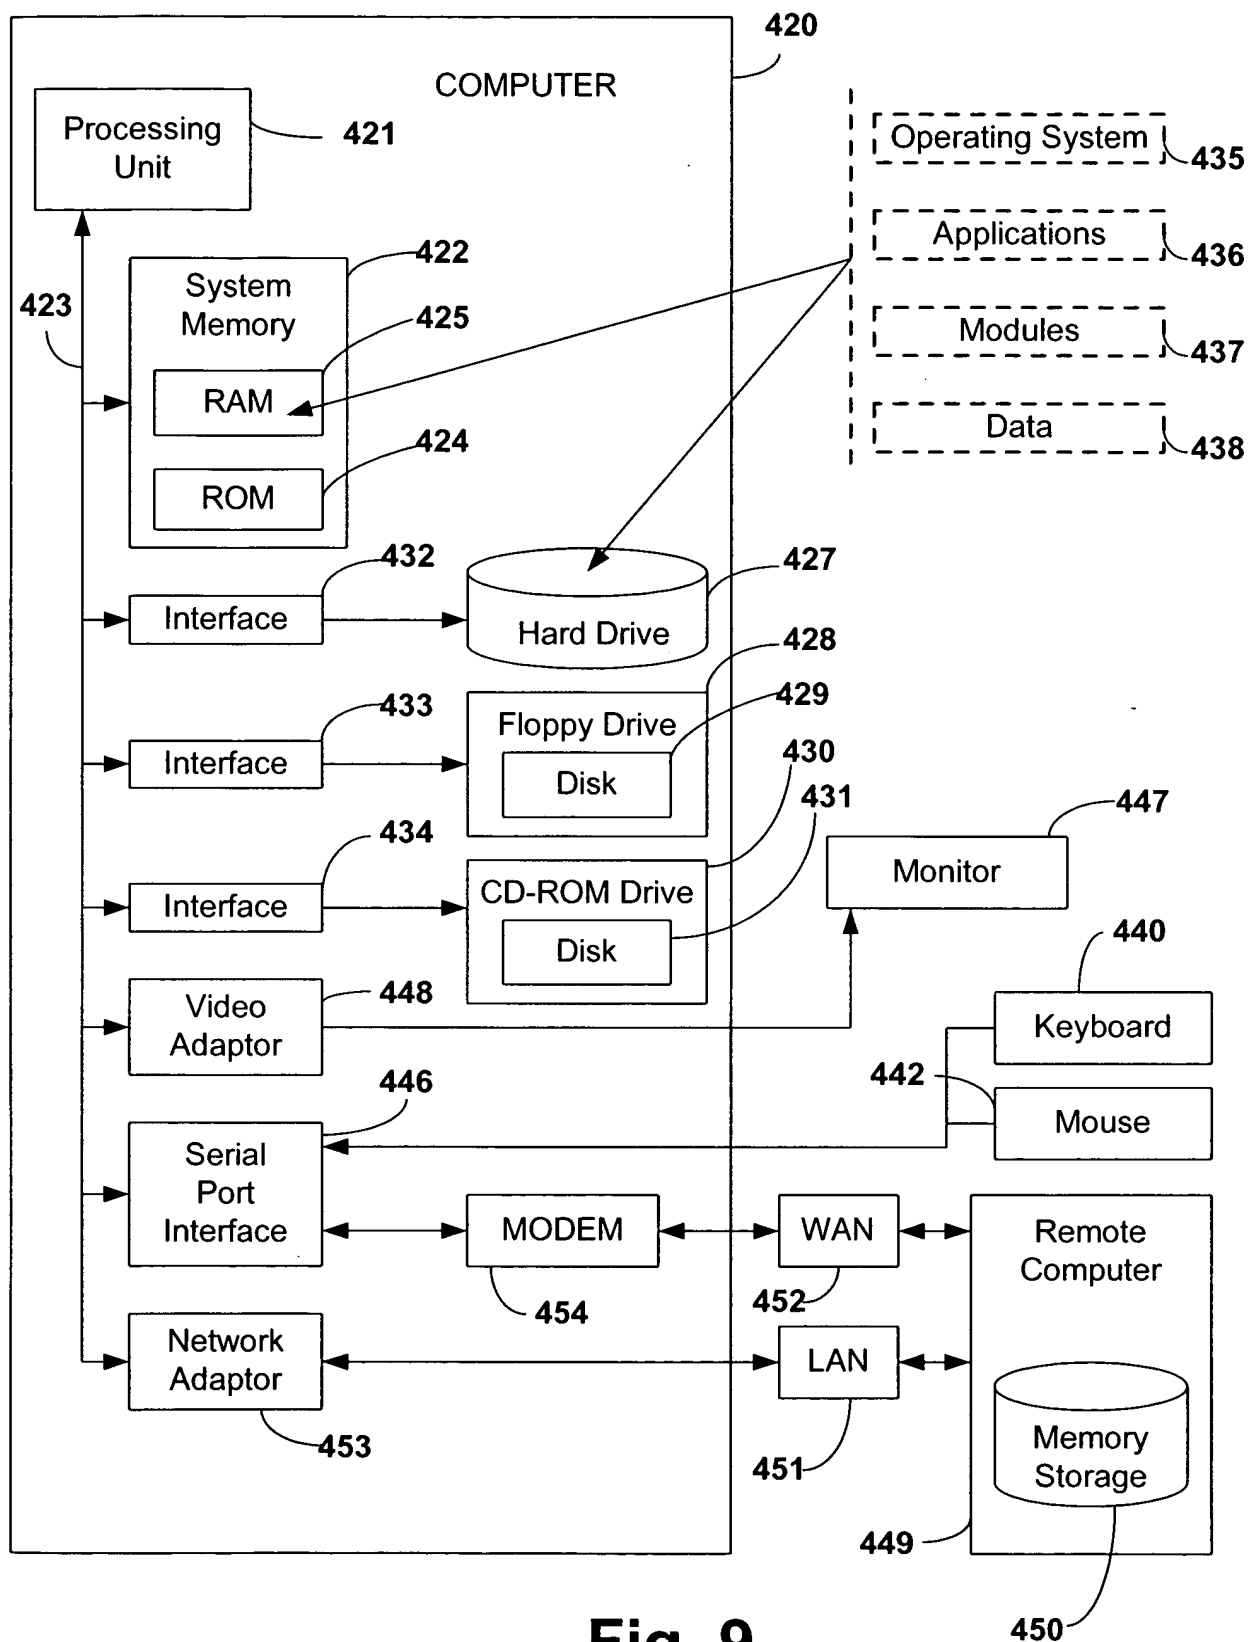 420
COMPUTER
Processing
Unit
421
Operating System
435
Applications
436
Modules
437
Data
438
422
System
Memory
423
425
RAM
424
ROM
432
Interface
427
Hard Drive
428
433
Interface
Floppy Drive
429
Disk
430
431
434
Interface
CD-ROM Drive
Disk
447
Monitor
440
Keyboard
448
Video
Adaptor
442
Mouse
446
Serial
Port
Interface
MODEM
454
WAN
452
Remote
Computer
Network
Adaptor
453
LAN
451
Memory
Storage
449
450
Fig. 9